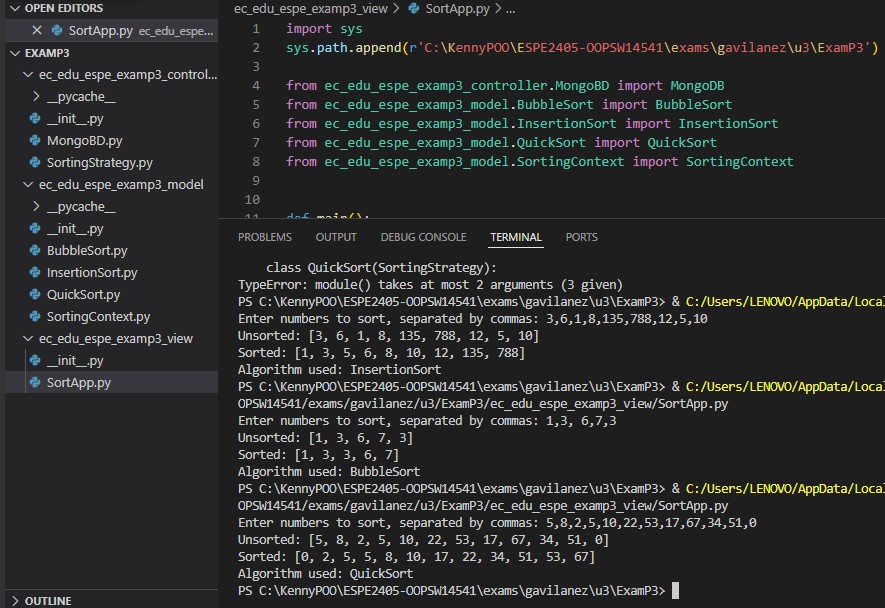 OPEN EDITORS
SortApp.py ec_edu_espe...
EXAMP3
ec_edu_espe_examp3_control...
__pycache__
__init__.py
MongoBD.py
SortingStrategy.py
ec_edu_espe_examp3_model
__pycache__
__init__.py
BubbleSort.py
InsertionSort.py
QuickSort.py
SortingContext.py
ec_edu_espe_examp3_view
__init__.py
SortApp.py
OUTLINE
ec_edu_espe_examp3_view > SortApp.py > ...
1 import sys
2 sys.path.append(r'C:\KennyPOO\ESPE2405-OOPSW14541\exams\gavilanez\u3\ExamP3')
3
4 from ec_edu_espe_examp3_controller.MongoBD import MongoDB
5 from ec_edu_espe_examp3_model.BubbleSort import BubbleSort
6 from ec_edu_espe_examp3_model.InsertionSort import InsertionSort
7 from ec_edu_espe_examp3_model.QuickSort import QuickSort
8 from ec_edu_espe_examp3_model.SortingContext import SortingContext
9
10
11 def main():
PROBLEMS OUTPUT DEBUG CONSOLE TERMINAL PORTS
class QuickSort(SortingStrategy):
TypeError: module() takes at most 2 arguments (3 given)
PS C:\KennyPOO\ESPE2405-OOPSW14541\exams\gavilanez\u3\ExamP3> & C:/Users/LENOVO/AppData/Loca
Enter numbers to sort, separated by commas: 3,6,1,8,135,788,12,5,10
Unsorted: [3, 6, 1, 8, 135, 788, 12, 5, 10]
Sorted: [1, 3, 5, 6, 8, 10, 12, 135, 788]
Algorithm used: InsertionSort
PS C:\KennyPOO\ESPE2405-OOPSW14541\exams\gavilanez\u3\ExamP3> & C:/Users/LENOVO/AppData/Loca
OPSW14541/exams/gavilanez/u3/ExamP3/ec_edu_espe_examp3_view/SortApp.py
Enter numbers to sort, separated by commas: 1,3, 6,7,3
Unsorted: [1, 3, 6, 7, 3]
Sorted: [1, 3, 3, 6, 7]
Algorithm used: BubbleSort
PS C:\KennyPOO\ESPE2405-OOPSW14541\exams\gavilanez\u3\ExamP3> & C:/Users/LENOVO/AppData/Loca
OPSW14541/exams/gavilanez/u3/ExamP3/ec_edu_espe_examp3_view/SortApp.py
Enter numbers to sort, separated by commas: 5,8,2,5,10,22,53,17,67,34,51,0
Unsorted: [5, 8, 2, 5, 10, 22, 53, 17, 67, 34, 51, 0]
Sorted: [0, 2, 5, 5, 8, 10, 17, 22, 34, 51, 53, 67]
Algorithm used: QuickSort
PS C:\KennyPOO\ESPE2405-OOPSW14541\exams\gavilanez\u3\ExamP3>